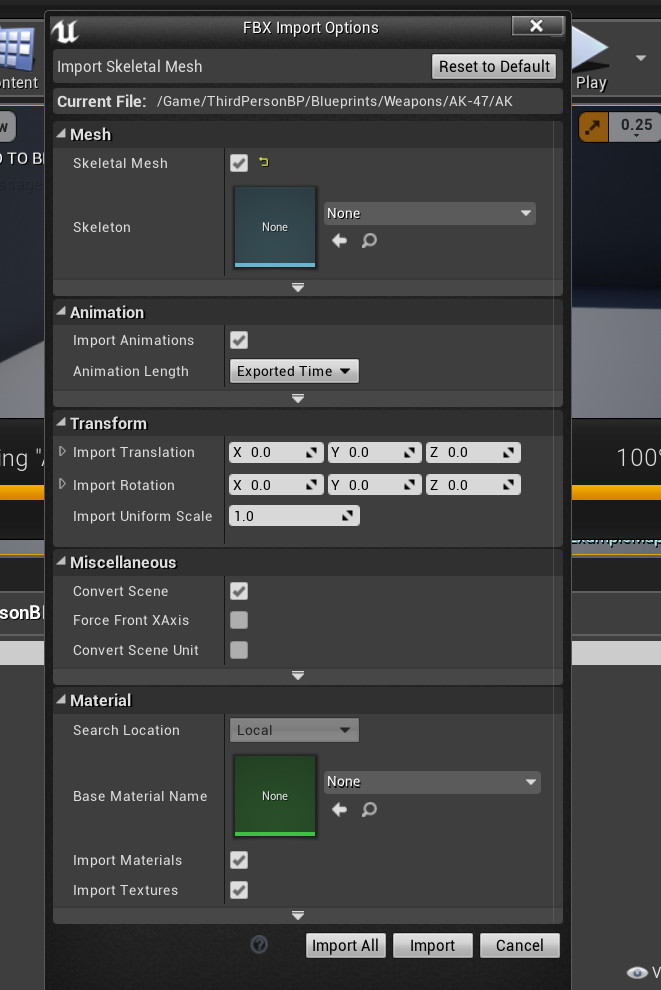 FBX Import Options
Import Skeletal Mesh
Reset to Default
Current File: /Game/ThirdPersonBP/Blueprints/Weapons/AK-47/AK
ntent
Play
0.25
w
O TO B
Mesh
Skeletal Mesh
Skeleton
None
None
Animation
Import Animations
Animation Length
Exported Time
Transform
Import Translation
X 0.0
Y 0.0
Z 0.0
ing "
100%
Import Rotation
X 0.0
Y 0.0
Z 0.0
Import Uniform Scale
1.0
Miscellaneous
Convert Scene
Force Front XAxis
Convert Scene Unit
sonB
Material
Search Location
Local
Base Material Name
None
None
Import Materials
Import Textures
?
Import All
Import
Cancel
V